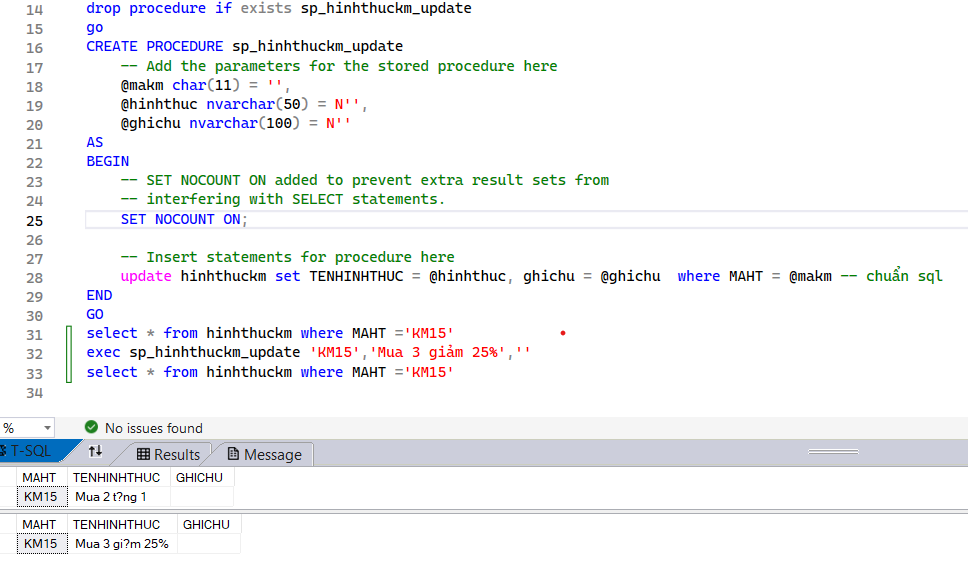 14 drop procedure if exists sp_hinhthuckm_update
15 go
16 CREATE PROCEDURE sp_hinhthuckm_update
17 -- Add the parameters for the stored procedure here
18 @makm char(11) = '',
19 @hinhthuc nvarchar(50) = N'',
20 @ghichu nvarchar(100) = N''
21 AS
22 BEGIN
23 -- SET NOCOUNT ON added to prevent extra result sets from
24 -- interfering with SELECT statements.
25 SET NOCOUNT ON;
26
27 -- Insert statements for procedure here
28 update hinhthuckm set TENHINHTHUC = @hinhthuc, ghichu = @ghichu where MAHT = @makm -- chuẩn sql
29 END
30 GO
31 select * from hinhthuckm where MAHT ='KM15'
32 exec sp_hinhthuckm_update 'KM15','Mua 3 giảm 25%',''
33 select * from hinhthuckm where MAHT ='KM15'
34
% No issues found
T-SQL Results Message
MAHT TENHINHTHUC GHICHU
KM15 Mua 2 t?ng 1
MAHT TENHINHTHUC GHICHU
KM15 Mua 3 gi?m 25%